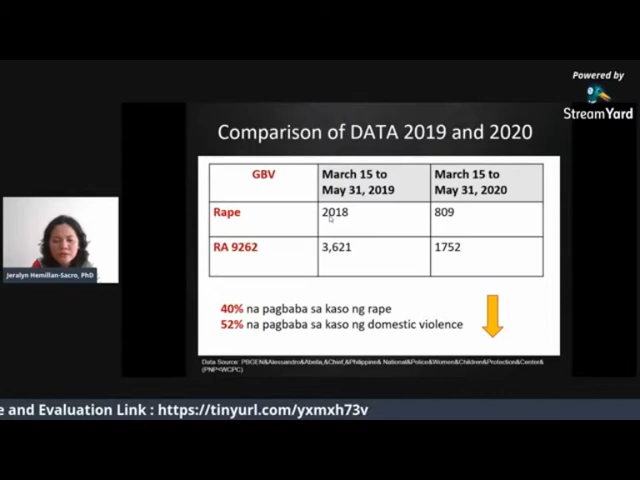 Powered by
StreamYard
Comparison of DATA 2019 and 2020
GBV
March 15 to
May 31, 2019
March 15 to
May 31, 2020
Rape
2018
809
RA 9262
3,621
1752
40% na pagbaba sa kaso ng rape
52% na pagbaba sa kaso ng domestic violence
Jeralyn Hemillan-Sacro, PhD
Data Source: PBGEN&Alessandro&Abella,&Chief,&Philippine& National&Police&Women&Children&Protection&Center&
(PNP<WCPC)
e and Evaluation Link : https://tinyurl.com/yxmxh73v